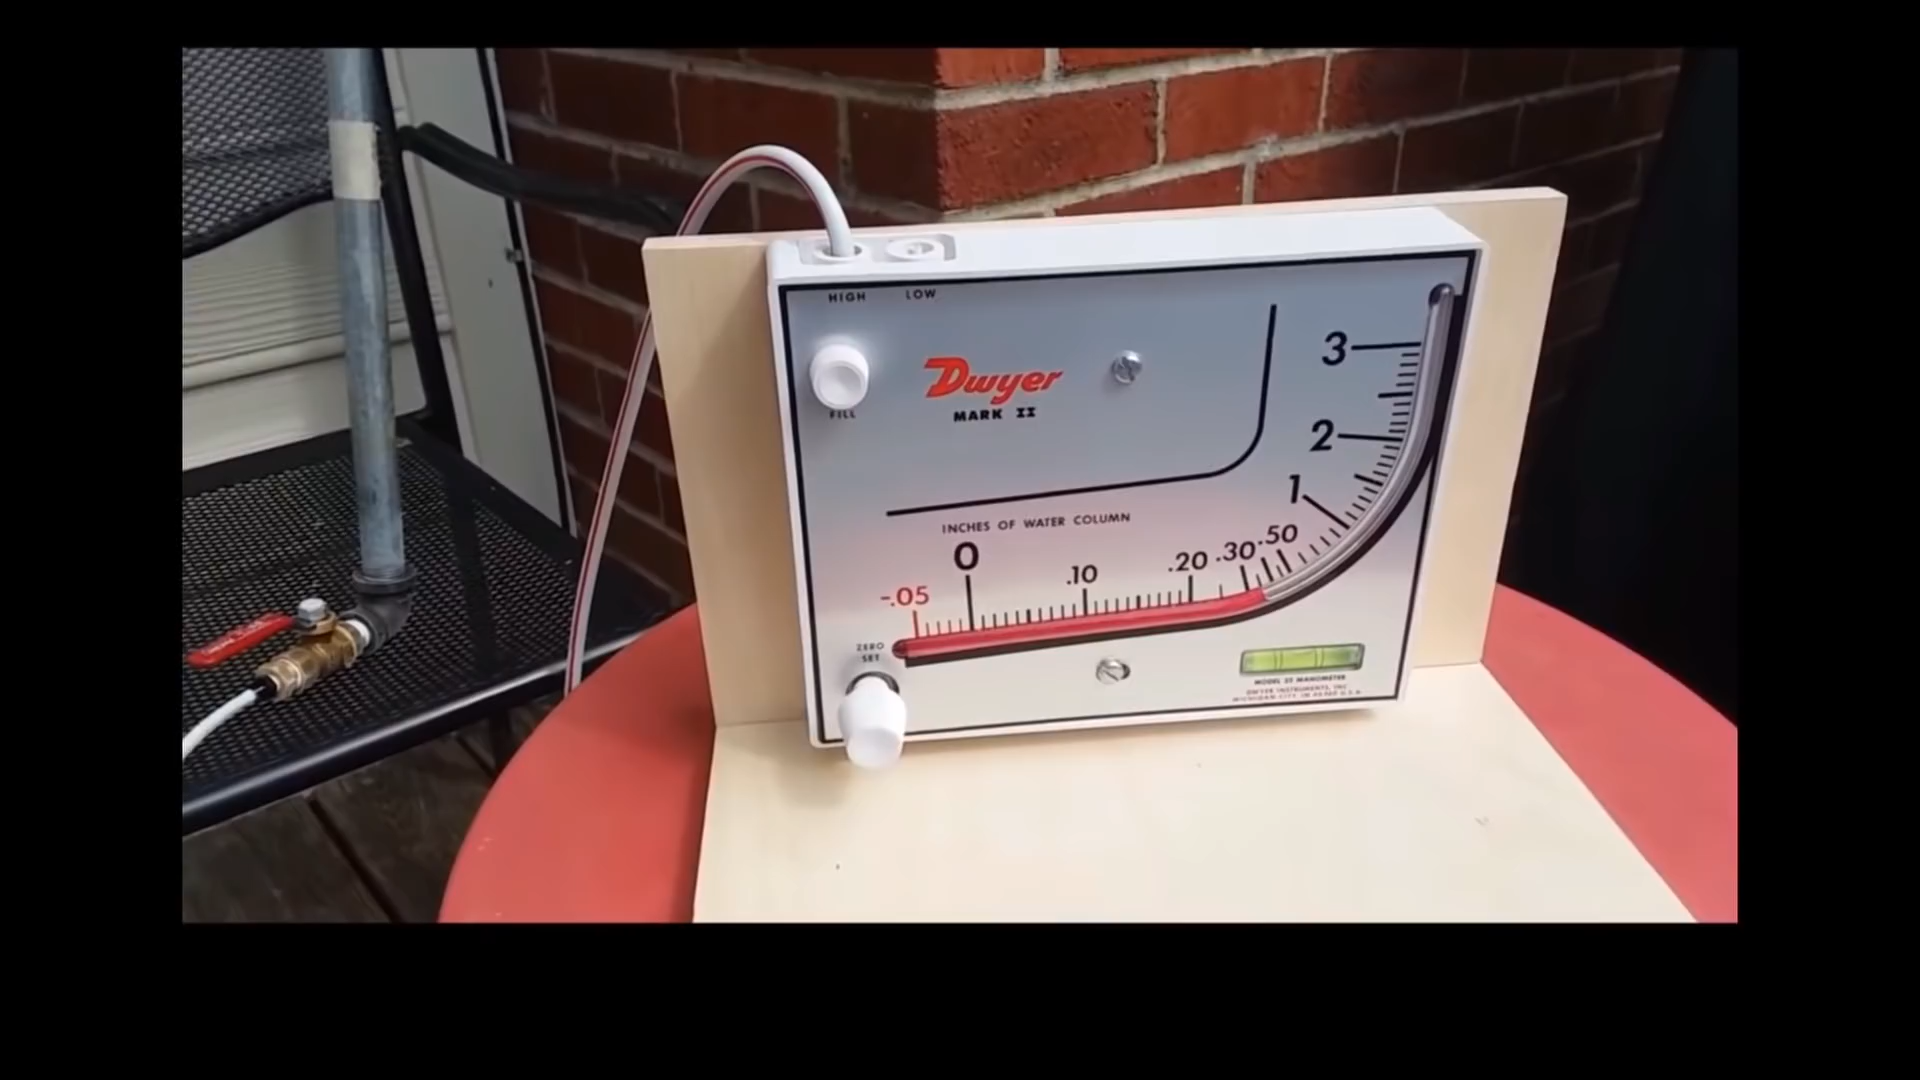 HIGH LOW
FILL
Dwyer
MARK II
3
2
1
INCHES OF WATER COLUMN
-.05 0 .10 .20 .30 .50
ZERO
SET
MODEL 25 MANOMETER
DWYER INSTRUMENTS, INC.